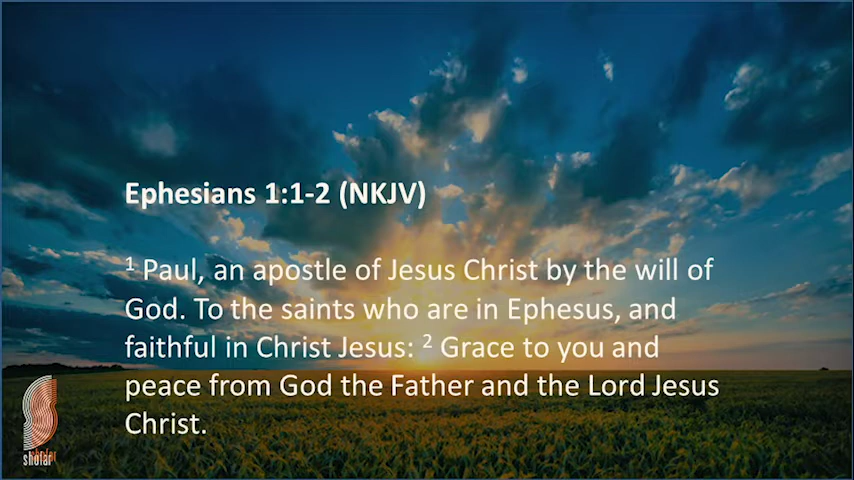 Ephesians 1:1-2 (NKJV)
1 Paul, an apostle of Jesus Christ by the will of
God. To the saints who are in Ephesus, and
faithful in Christ Jesus: 2 Grace to you and
peace from God the Father and the Lord Jesus
Christ.
shofar